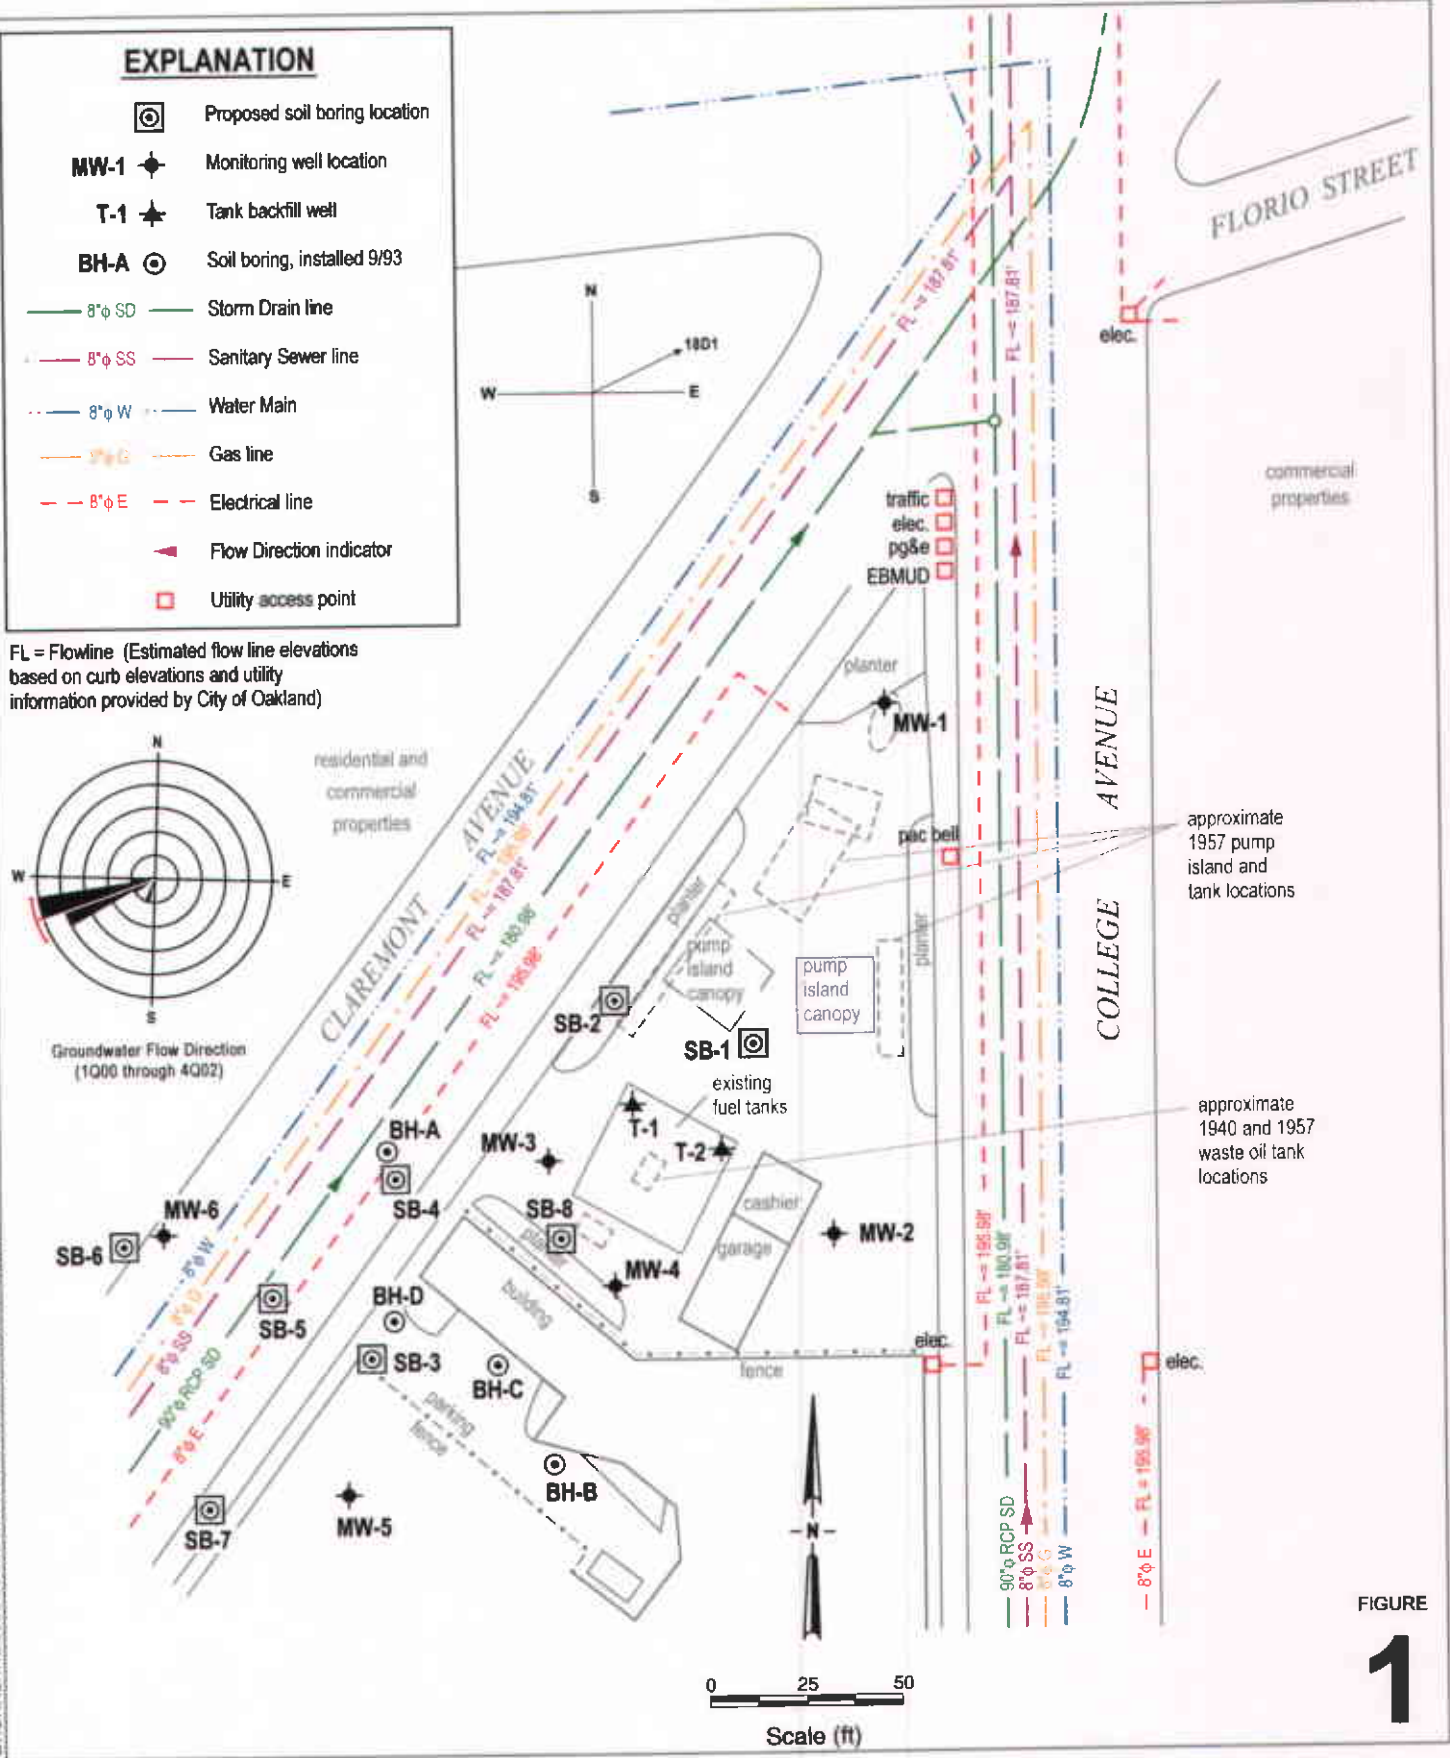 EXPLANATION
Proposed soil boring location
MW-1 Monitoring well location
T-1 Tank backfill well
BH-A Soil boring, installed 9/93
8"ϕ SD Storm Drain line
8"ϕ SS Sanitary Sewer line
8"ϕ W Water Main
Gas line
8"ϕ E Electrical line
Flow Direction indicator
Utility access point
FL = Flowline (Estimated flow line elevations
based on curb elevations and utility
information provided by City of Oakland)
N
W
E
S
18D1
FLORIO STREET
elec.
commercial
properties
FL ~= 187.81'
FL ~= 187.81'
traffic
elec.
pg&e
EBMUD
planter
MW-1
residential and
commercial
properties
N
W
E
S
Groundwater Flow Direction
(1Q00 through 4Q02)
CLAREMONT AVENUE
FL ~= 194.81'
FL ~= 187.81'
FL ~= 180.98'
FL ~= 195.98'
COLLEGE AVENUE
pac bell
approximate
1957 pump
island and
tank locations
planter
planter
pump
island
canopy
pump
island
canopy
SB-2
SB-1
existing
fuel tanks
approximate
1940 and 1957
waste oil tank
locations
T-1
T-2
BH-A
MW-3
SB-4
SB-8
cashier
garage
MW-2
planter
MW-4
building
MW-6
SB-6
8"ϕ W
8"ϕ G
8"ϕ SS
90"ϕ RCP SD
8"ϕ E
SB-5
BH-D
SB-3
BH-C
elec.
fence
elec.
parking
fence
BH-B
MW-5
SB-7
FL ~= 195.98'
FL ~= 180.98'
FL ~= 187.81'
FL ~= 195.98'
FL ~= 194.81'
FL = 195.98'
90"ϕ RCP SD
8"ϕ SS
8"ϕ G
8"ϕ W
8"ϕ E
-N-
0 25 50
Scale (ft)
FIGURE
1